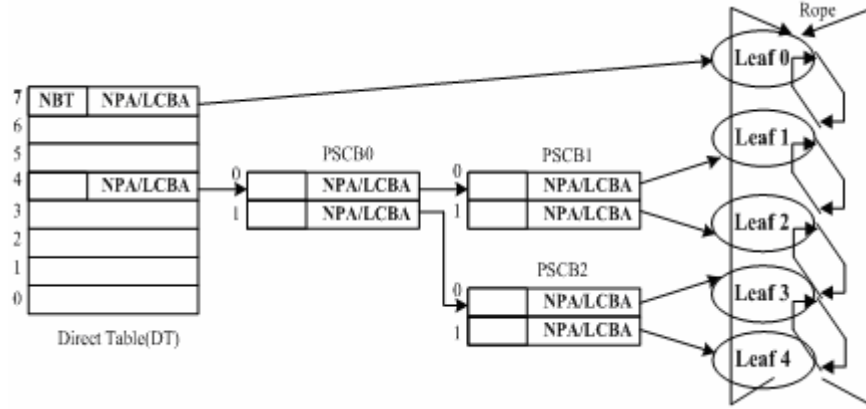 Rope
Leaf 0
7 NBT NPA/LCBA
6
5
4 NPA/LCBA
3
2
1
0
Direct Table(DT)
PSCB0
0 NPA/LCBA
1 NPA/LCBA
PSCB1
0 NPA/LCBA
1 NPA/LCBA
PSCB2
0 NPA/LCBA
1 NPA/LCBA
Leaf 1
Leaf 2
Leaf 3
Leaf 4